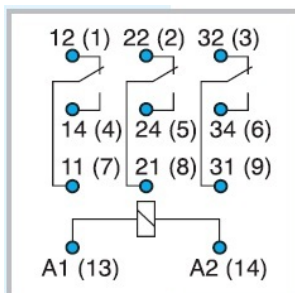 12 (1) 22 (2) 32 (3)
14 (4) 24 (5) 34 (6)
11 (7) 21 (8) 31 (9)
A1 (13) A2 (14)